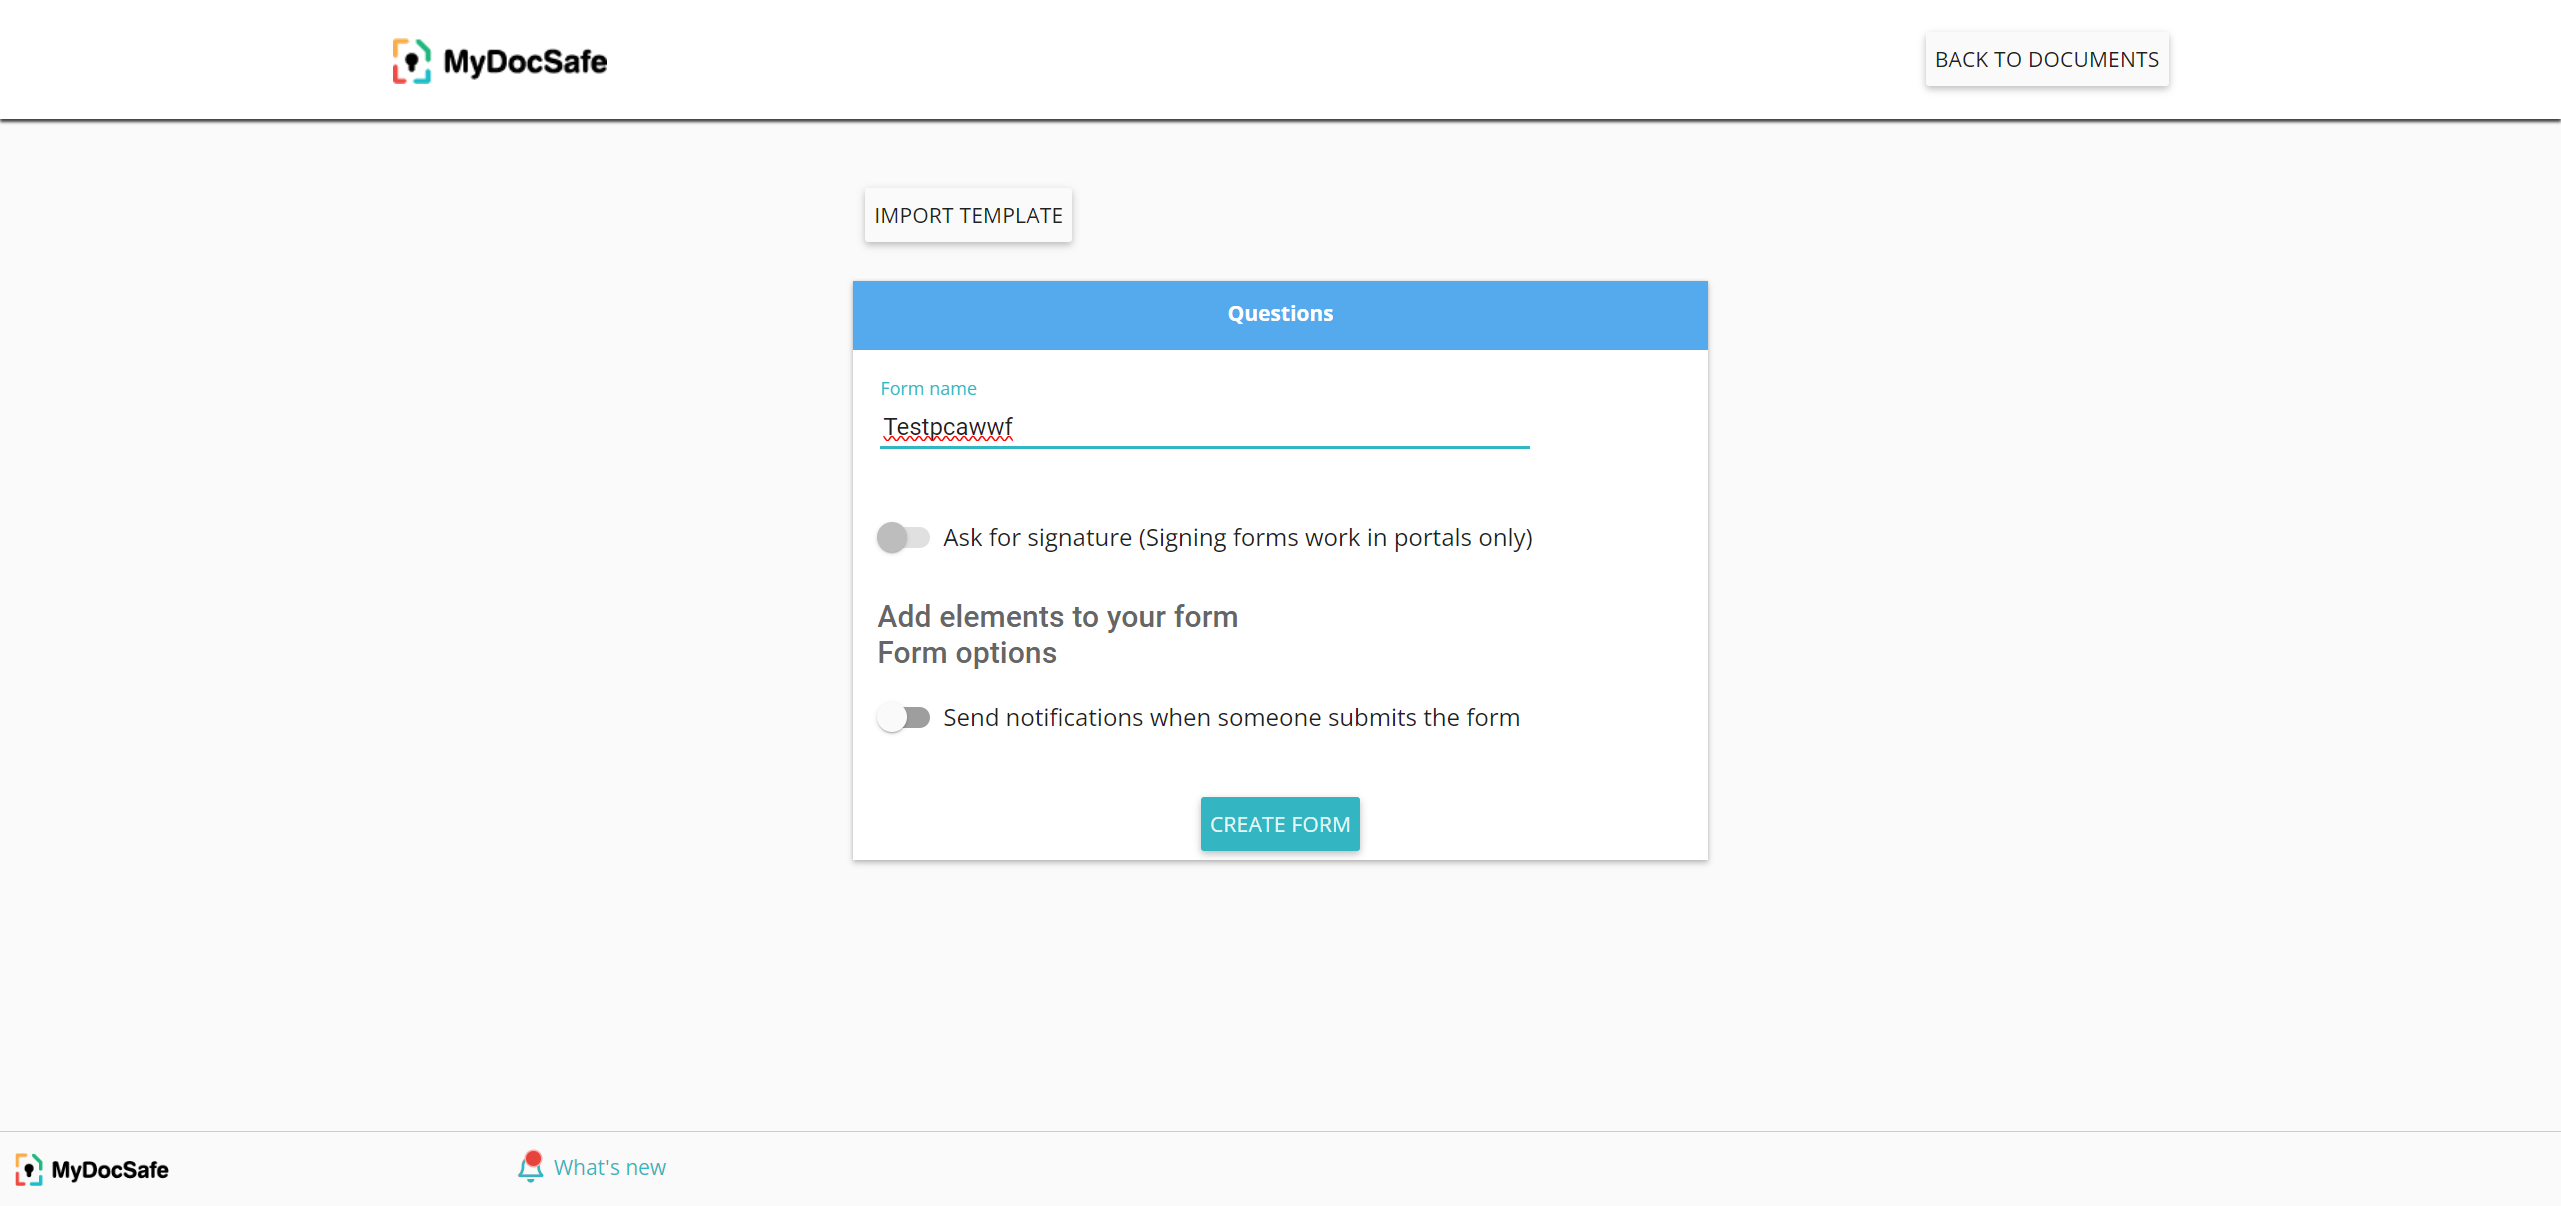 MyDocSafe
BACK TO DOCUMENTS
IMPORT TEMPLATE
Questions
Form name
Testpcawwf
Ask for signature (Signing forms work in portals only)
Add elements to your form
Form options
Send notifications when someone submits the form
CREATE FORM
MyDocSafe
What's new